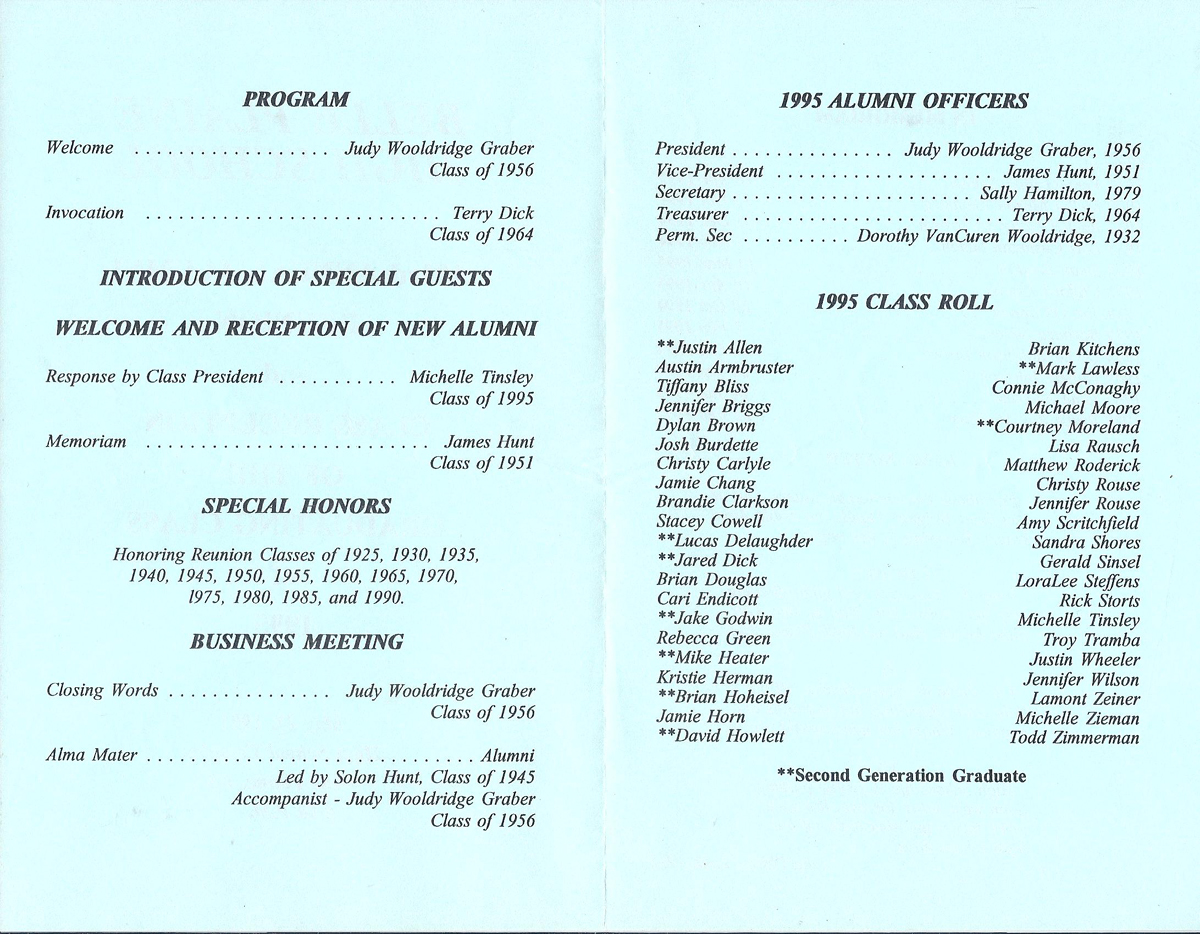 PROGRAM
Welcome .................. Judy Wooldridge Graber
Class of 1956
Invocation ........................... Terry Dick
Class of 1964
INTRODUCTION OF SPECIAL GUESTS
WELCOME AND RECEPTION OF NEW ALUMNI
Response by Class President ........... Michelle Tinsley
Class of 1995
Memoriam .......................... James Hunt
Class of 1951
SPECIAL HONORS
Honoring Reunion Classes of 1925, 1930, 1935,
1940, 1945, 1950, 1955, 1960, 1965, 1970,
1975, 1980, 1985, and 1990.
BUSINESS MEETING
Closing Words ............... Judy Wooldridge Graber
Class of 1956
Alma Mater .............................. Alumni
Led by Solon Hunt, Class of 1945
Accompanist - Judy Wooldridge Graber
Class of 1956
1995 ALUMNI OFFICERS
President ............... Judy Wooldridge Graber, 1956
Vice-President .................... James Hunt, 1951
Secretary ...................... Sally Hamilton, 1979
Treasurer ........................ Terry Dick, 1964
Perm. Sec .......... Dorothy VanCuren Wooldridge, 1932
1995 CLASS ROLL
**Justin Allen
Austin Armbruster
Tiffany Bliss
Jennifer Briggs
Dylan Brown
Josh Burdette
Christy Carlyle
Jamie Chang
Brandie Clarkson
Stacey Cowell
**Lucas Delaughder
**Jared Dick
Brian Douglas
Cari Endicott
**Jake Godwin
Rebecca Green
**Mike Heater
Kristie Herman
**Brian Hoheisel
Jamie Horn
**David Howlett
Brian Kitchens
**Mark Lawless
Connie McConaghy
Michael Moore
**Courtney Moreland
Lisa Rausch
Matthew Roderick
Christy Rouse
Jennifer Rouse
Amy Scritchfield
Sandra Shores
Gerald Sinsel
LoraLee Steffens
Rick Storts
Michelle Tinsley
Troy Tramba
Justin Wheeler
Jennifer Wilson
Lamont Zeiner
Michelle Zieman
Todd Zimmerman
**Second Generation Graduate